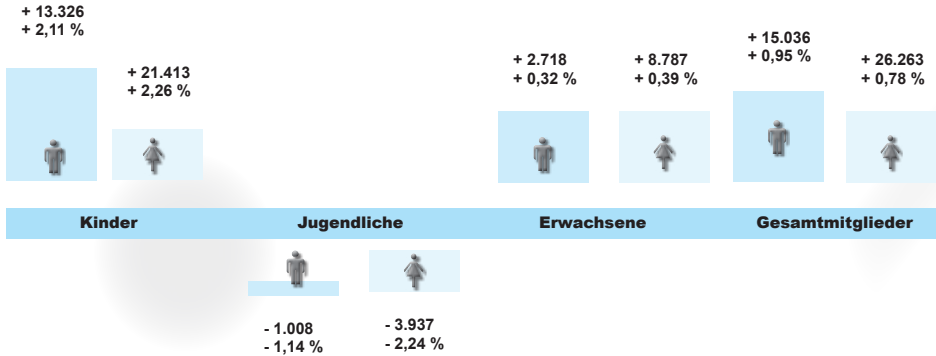 + 13.326
+ 2,11 %
+ 21.413
+ 2,26 %
+ 2.718
+ 0,32 %
+ 8.787
+ 0,39 %
+ 15.036
+ 0,95 %
+ 26.263
+ 0,78 %
Kinder
Jugendliche
Erwachsene
Gesamtmitglieder
- 1.008
- 1,14 %
- 3.937
- 2,24 %